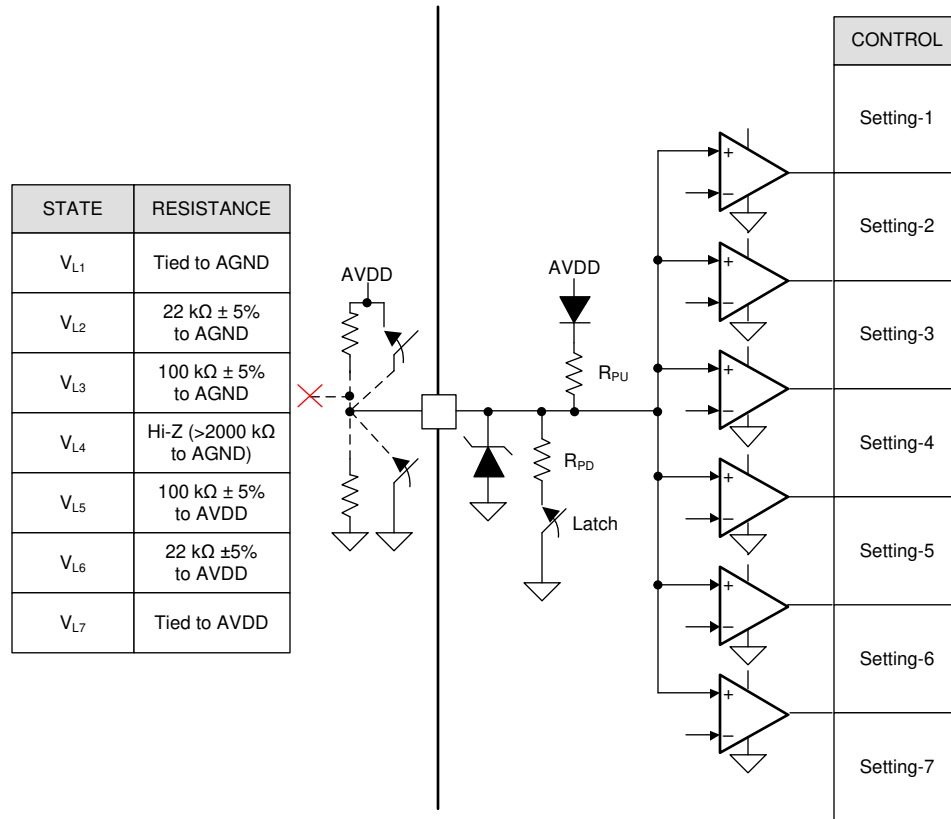 STATE
RESISTANCE
V_L1
Tied to AGND
V_L2
22 kΩ ± 5%
to AGND
V_L3
100 kΩ ± 5%
to AGND
V_L4
Hi-Z (>2000 kΩ
to AGND)
V_L5
100 kΩ ± 5%
to AVDD
V_L6
22 kΩ ±5%
to AVDD
V_L7
Tied to AVDD
AVDD
AVDD
R_PU
R_PD
Latch
+
−
+
−
+
−
+
−
+
−
+
−
CONTROL
Setting-1
Setting-2
Setting-3
Setting-4
Setting-5
Setting-6
Setting-7